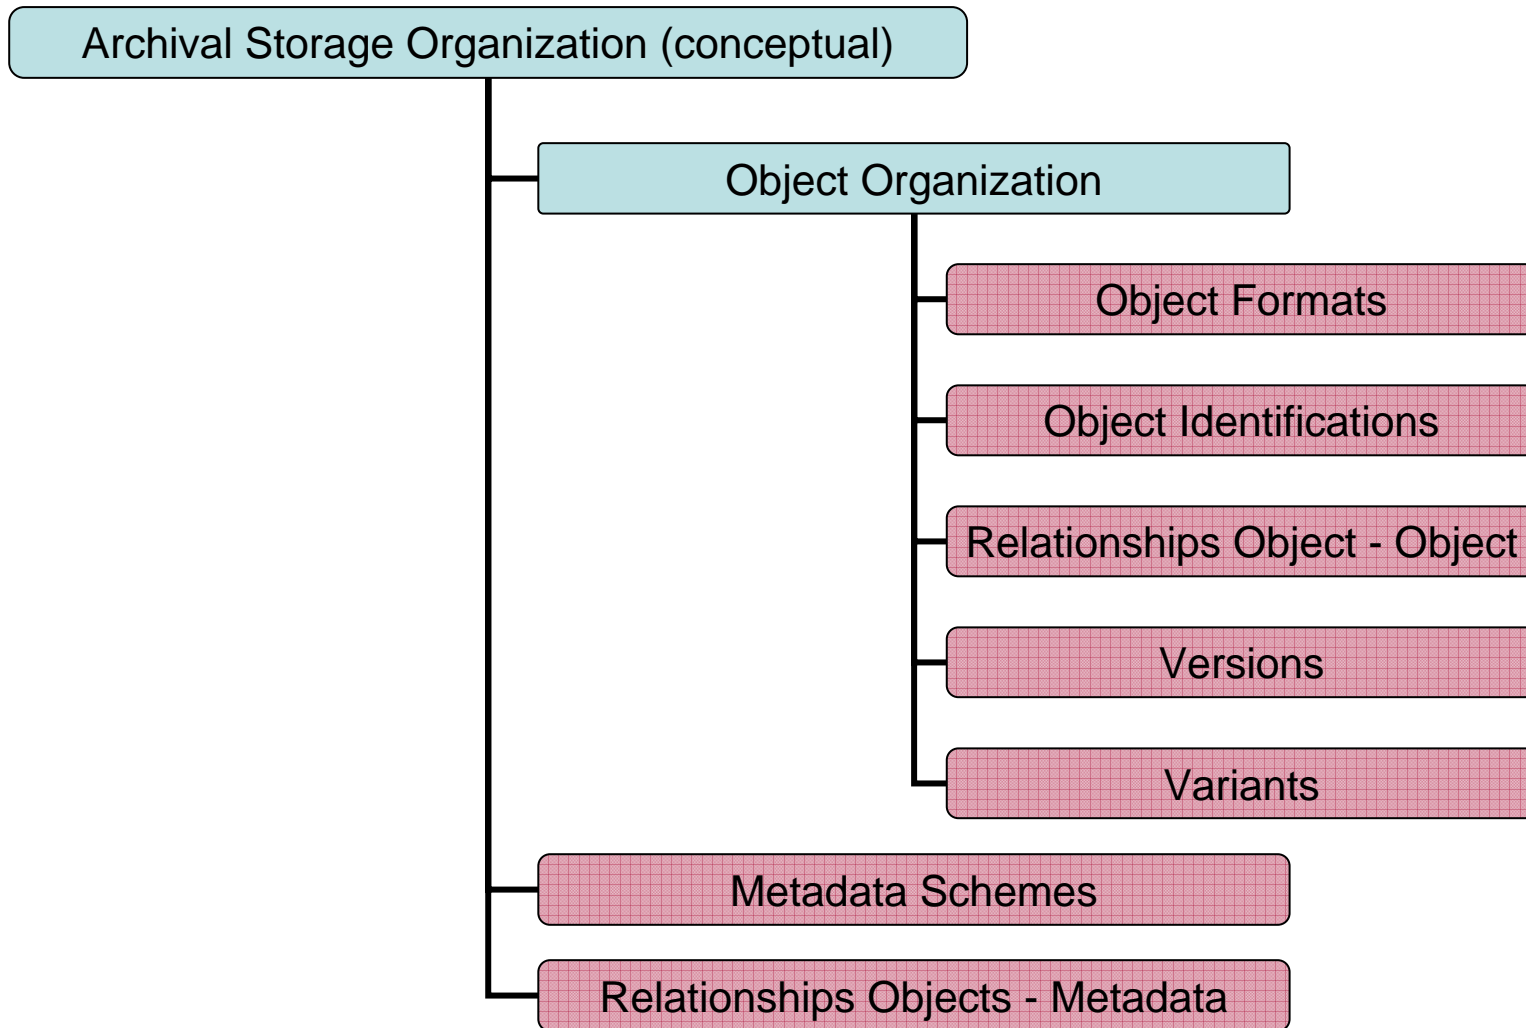 Archival Storage Organization (conceptual)
Object Organization
Object Formats
Object Identifications
Relationships Object - Object
Versions
Variants
Metadata Schemes
Relationships Objects - Metadata